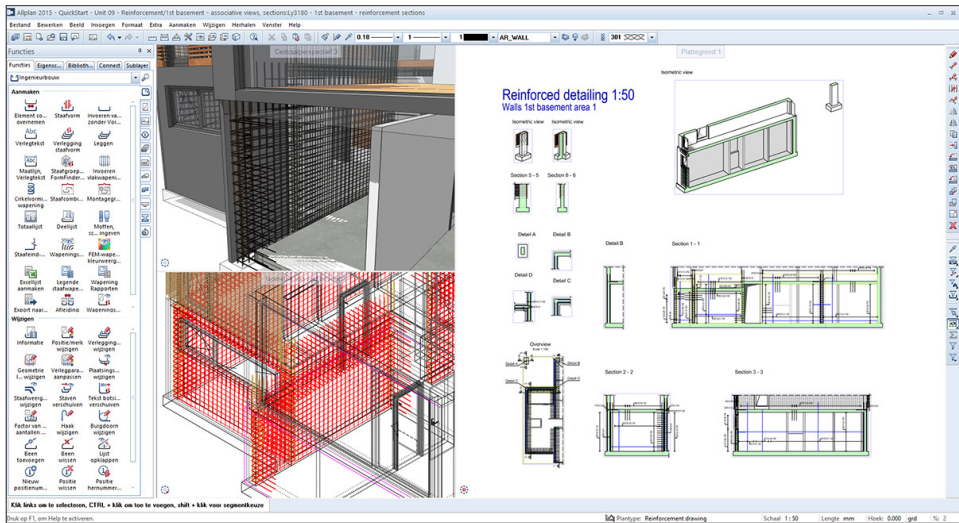 Allplan 2015 - QuickStart - Unit 09 - Reinforcement/1st basement - associative views, sections:Ly3180 - 1st basement - reinforcement sections
Bestand Bewerken Beeld Invoegen Formaat Extra Aanmaken Wijzigen Herhalen Venster Help
0.18 1 1 AR_WALL 301
Functies
Functies Eigensc... Biblioth... Connect Sublayer
Ingenieurbouw
Aanmaken
Element co... overnemen
Staafvorm
Invoeren va... zonder Vor...
Verlegtekst
Verlegging staafvorm
Leggen
Maatlijn, Verlegtekst
Staafgroep... FormFinder...
Invoeren vlakwapeni...
Cirkelvormi... wapening
Staafcombi...
Montagegr...
Totaallijst
Deellijst
Moffen, sc... ingeven
Staafeind-...
Wapenings...
FEM-wape... kleurweerg...
Excellijst aanmaken
Legende staafwape...
Wapening Rapporten
Export naar...
Afleiding
Wapenings...
Wijzigen
Informatie
Positie/merk wijzigen
Verlegging... wijzigen
Geometrie l... wijzigen
Verlegpara... aanpassen
Plaatsings... wijzigen
Staafweerg... wijzigen
Staven verschuiven
Tekst botsi... verschuiven
Factor van ... aantallen ...
Haak wijzigen
Buigdoorn wijzigen
Been toevoegen
Been wissen
Lijst opklappen
Nieuw positienum...
Positie wissen
Positie hernummer...
Centraalperspectief 3
Plattegrond 1
Isometric view
Reinforced detailing 1:50
Walls 1st basement area 1
Isometric view
Isometric view
Section 5 - 5
Section 6 - 6
Detail A
Detail B
Detail D
Detail C
Detail B
Section 1 - 1
Overview
Section 2 - 2
Section 3 - 3
Klik links om te selecteren, CTRL + klik om toe te voegen, shift + klik voor segmentkeuze
Druk op F1, om Help te activeren.
Plantype: Reinforcement drawing
Schaal 1 : 50
Lengte mm
Hoek: 0.000 grd
%: 2